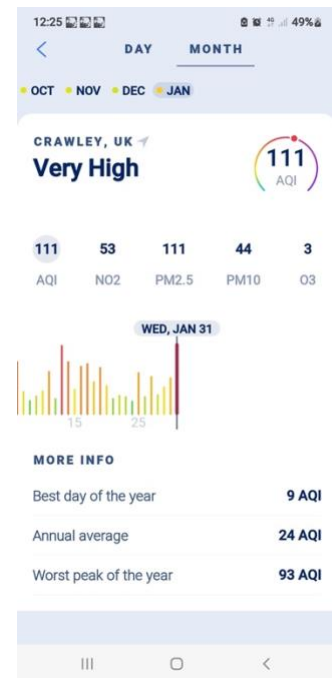 12:25 49%
DAY MONTH
OCT NOV DEC JAN
CRAWLEY, UK
Very High
111
AQI
111 53 111 44 3
AQI NO2 PM2.5 PM10 O3
WED, JAN 31
15 25
MORE INFO
Best day of the year 9 AQI
Annual average 24 AQI
Worst peak of the year 93 AQI